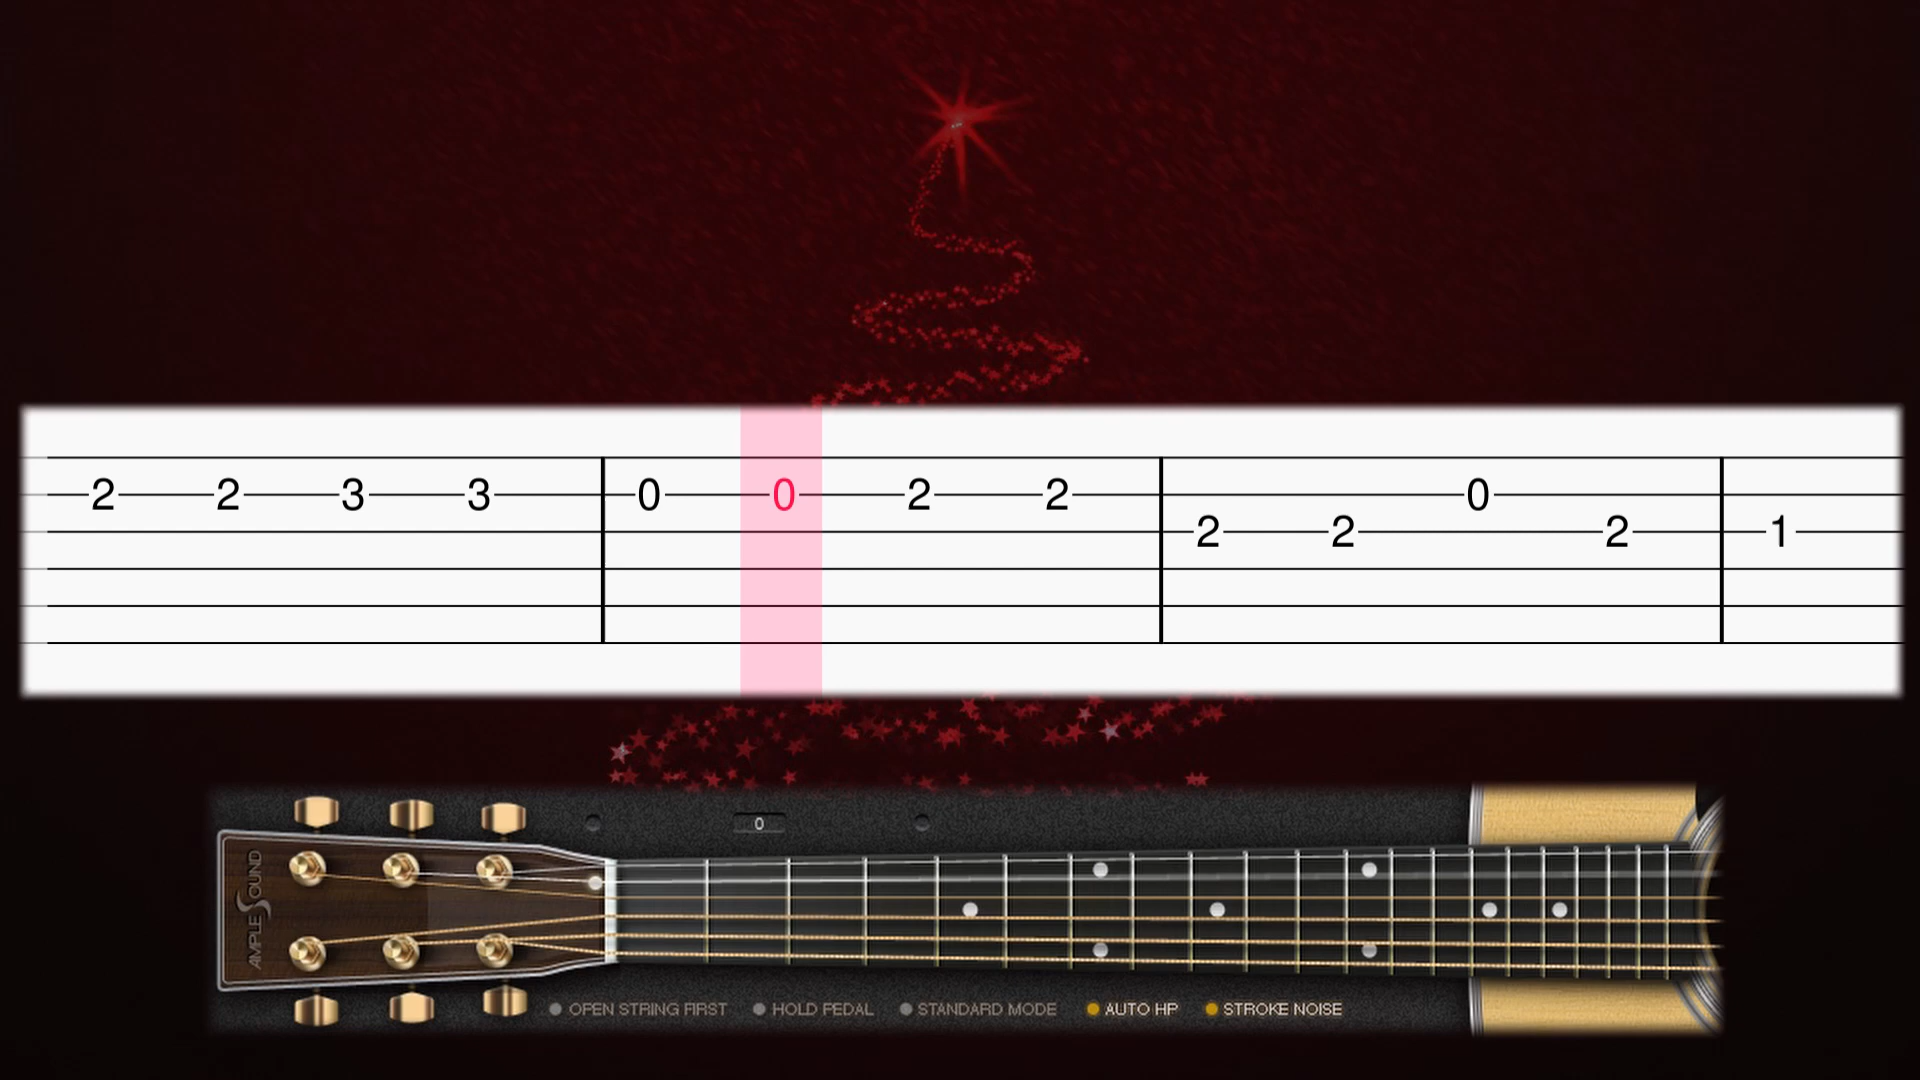 2 2 3 3 0 0 2 2 0
2 2 2 1
0
AMPLE SOUND
OPEN STRING FIRST HOLD PEDAL STANDARD MODE AUTO HP STROKE NOISE